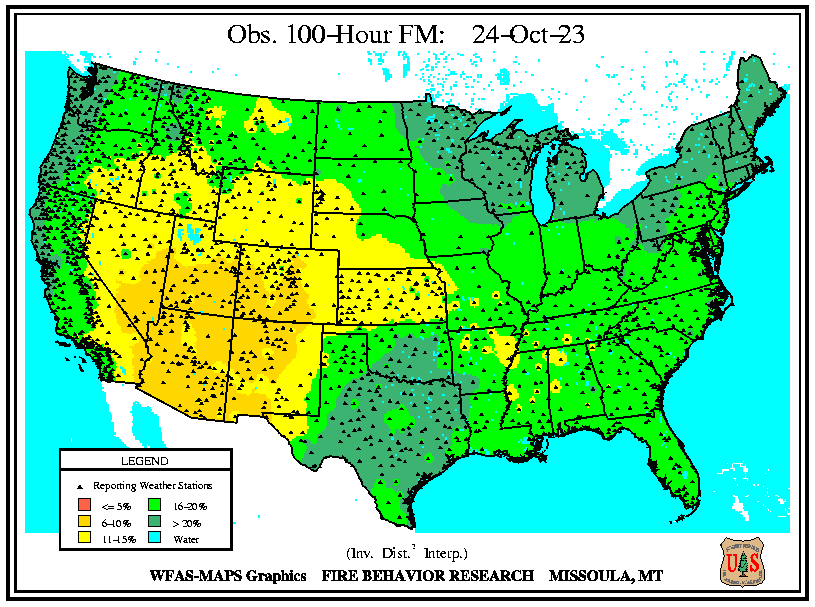 Obs. 100-Hour FM: 24-Oct-23
LEGEND
Reporting Weather Stations
<= 5% 16-20%
6-10% > 20%
11-15% Water
(Inv. Dist.² Interp.)
WFAS-MAPS Graphics FIRE BEHAVIOR RESEARCH MISSOULA, MT
U S